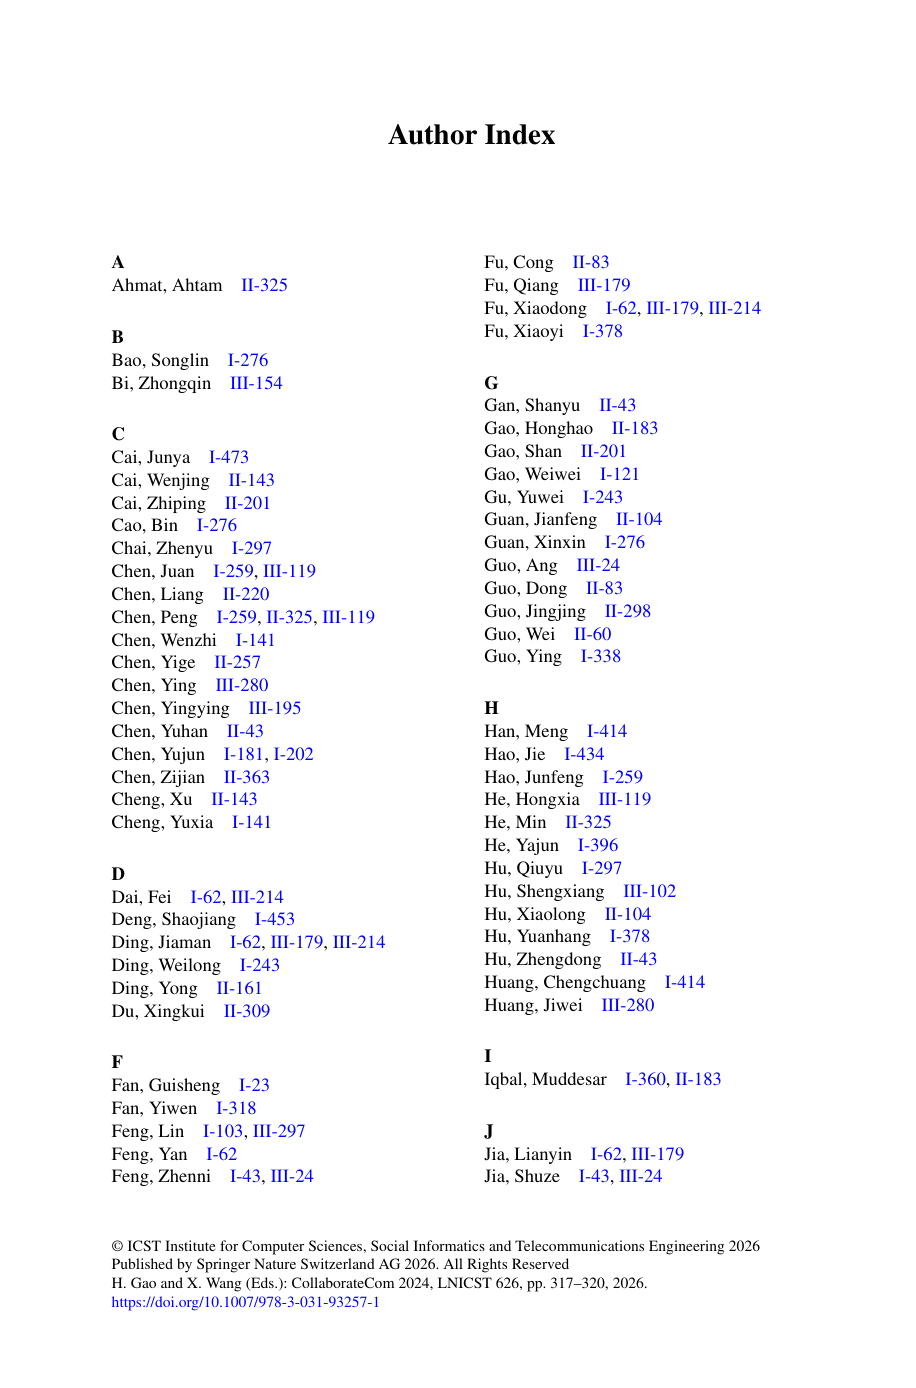 Author Index
A
Ahmat, Ahtam II-325
B
Bao, Songlin I-276
Bi, Zhongqin III-154
C
Cai, Junya I-473
Cai, Wenjing II-143
Cai, Zhiping II-201
Cao, Bin I-276
Chai, Zhenyu I-297
Chen, Juan I-259, III-119
Chen, Liang II-220
Chen, Peng I-259, II-325, III-119
Chen, Wenzhi I-141
Chen, Yige II-257
Chen, Ying III-280
Chen, Yingying III-195
Chen, Yuhan II-43
Chen, Yujun I-181, I-202
Chen, Zijian II-363
Cheng, Xu II-143
Cheng, Yuxia I-141
D
Dai, Fei I-62, III-214
Deng, Shaojiang I-453
Ding, Jiaman I-62, III-179, III-214
Ding, Weilong I-243
Ding, Yong II-161
Du, Xingkui II-309
F
Fan, Guisheng I-23
Fan, Yiwen I-318
Feng, Lin I-103, III-297
Feng, Yan I-62
Feng, Zhenni I-43, III-24
Fu, Cong II-83
Fu, Qiang III-179
Fu, Xiaodong I-62, III-179, III-214
Fu, Xiaoyi I-378
G
Gan, Shanyu II-43
Gao, Honghao II-183
Gao, Shan II-201
Gao, Weiwei I-121
Gu, Yuwei I-243
Guan, Jianfeng II-104
Guan, Xinxin I-276
Guo, Ang III-24
Guo, Dong II-83
Guo, Jingjing II-298
Guo, Wei II-60
Guo, Ying I-338
H
Han, Meng I-414
Hao, Jie I-434
Hao, Junfeng I-259
He, Hongxia III-119
He, Min II-325
He, Yajun I-396
Hu, Qiuyu I-297
Hu, Shengxiang III-102
Hu, Xiaolong II-104
Hu, Yuanhang I-378
Hu, Zhengdong II-43
Huang, Chengchuang I-414
Huang, Jiwei III-280
I
Iqbal, Muddesar I-360, II-183
J
Jia, Lianyin I-62, III-179
Jia, Shuze I-43, III-24
© ICST Institute for Computer Sciences, Social Informatics and Telecommunications Engineering 2026
Published by Springer Nature Switzerland AG 2026. All Rights Reserved
H. Gao and X. Wang (Eds.): CollaborateCom 2024, LNICST 626, pp. 317–320, 2026.
https://doi.org/10.1007/978-3-031-93257-1